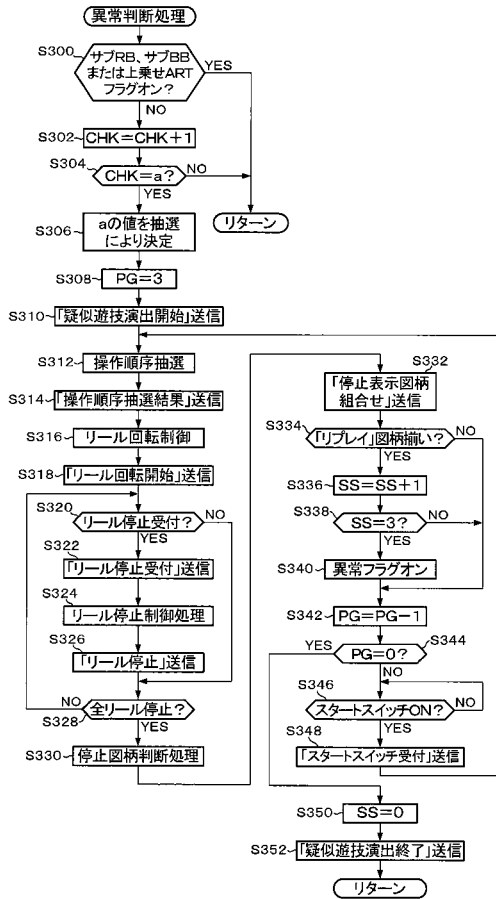 異常判断処理
S300
サブRB、サブBB
または上乗せART
フラグオン?
YES
NO
S302
CHK=CHK+1
S304
CHK=a?
NO
YES
S306
aの値を抽選
により決定
リターン
S308
PG=3
S310
「疑似遊技演出開始」送信
S312
操作順序抽選
S314
「操作順序抽選結果」送信
S316
リール回転制御
S318
「リール回転開始」送信
S320
リール停止受付?
NO
YES
S322
「リール停止受付」送信
S324
リール停止制御処理
S326
「リール停止」送信
NO
全リール停止?
S328
YES
S330
停止図柄判断処理
S332
「停止表示図柄
組合せ」送信
S334
「リプレイ」図柄揃い?
NO
YES
S336
SS=SS+1
S338
SS=3?
NO
YES
S340
異常フラグオン
S342
PG=PG-1
S344
YES
PG=0?
NO
S346
スタートスイッチON?
NO
YES
S348
「スタートスイッチ受付」送信
S350
SS=0
S352
「疑似遊技演出終了」送信
リターン